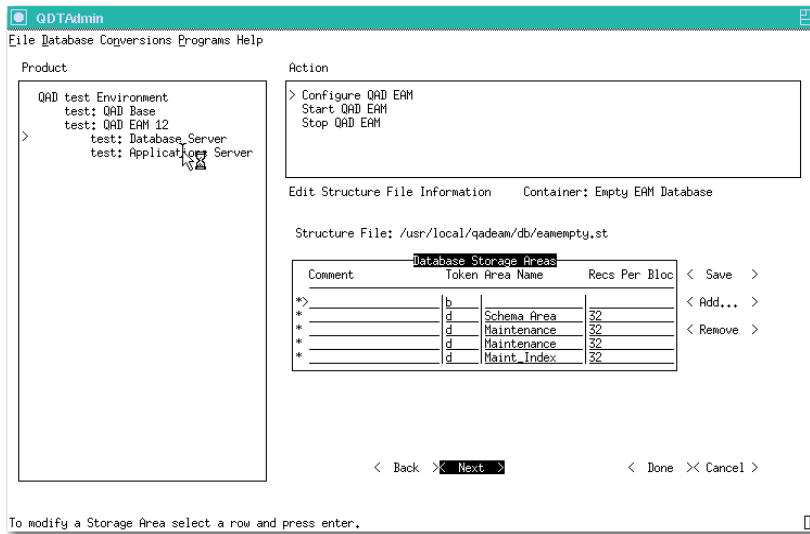 QDTAdmin
File Database Conversions Programs Help
Product
QAD test Environment
test: QAD Base
test: QAD EAM 12
> test: Database Server
test: Applications Server
Action
> Configure QAD EAM
Start QAD EAM
Stop QAD EAM
Edit Structure File Information Container: Empty EAM Database
Structure File: /usr/local/qadeam/db/eamempty.st
Database Storage Areas
Comment Token Area Name Recs Per Bloc
*> b
* d Schema Area 32
* d Maintenance 32
* d Maintenance 32
* d Maint_Index 32
< Save >
< Add... >
< Remove >
< Back >< Next >
< Done >< Cancel >
To modify a Storage Area select a row and press enter.